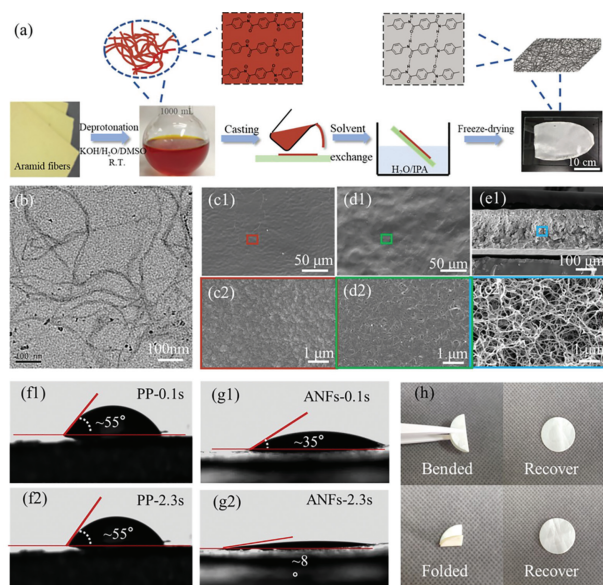 (a)
1000 mL
Aramid fibers
Deprotonation
KOH/H₂O/DMSO
R.T.
Casting
Solvent
exchange
H₂O/IPA
Freeze-drying
10 cm
(b)
100 nm
100nm
(c1)
50 μm
(d1)
50 μm
(e1)
100 μm
(c2)
1 μm
(d2)
1 μm
1 μm
(f1)
PP-0.1s
~55°
(g1)
ANFs-0.1s
~35°
(h)
Bended
Recover
(f2)
PP-2.3s
~55°
(g2)
ANFs-2.3s
~8
°
Folded
Recover